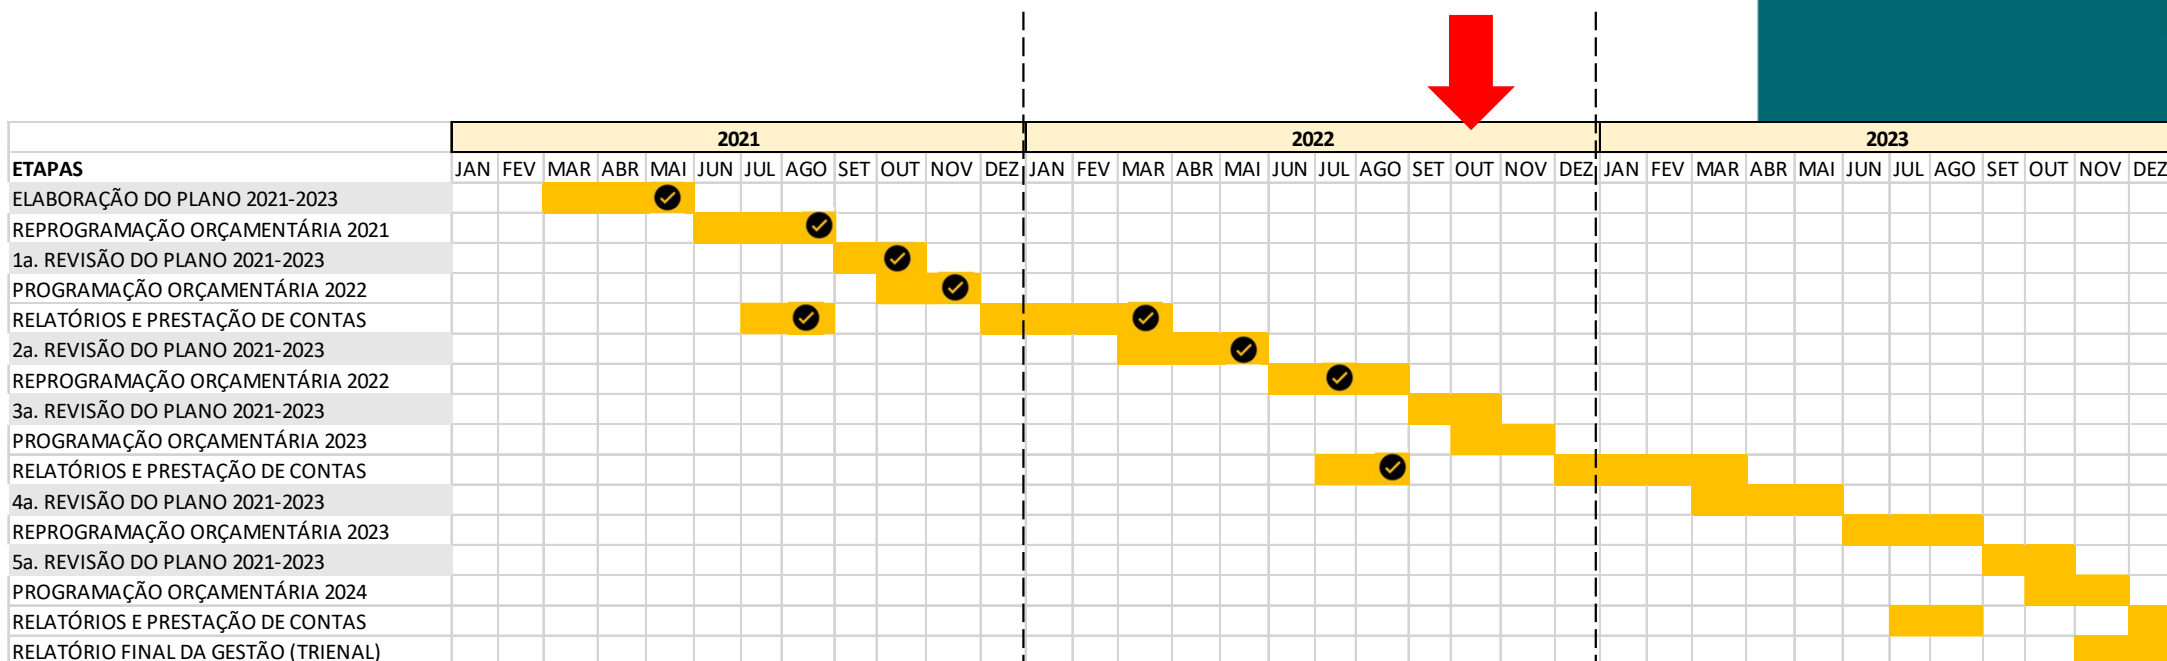 2021 2022 2023
ETAPAS JAN FEV MAR ABR MAI JUN JUL AGO SET OUT NOV DEZ JAN FEV MAR ABR MAI JUN JUL AGO SET OUT NOV DEZ JAN FEV MAR ABR MAI JUN JUL AGO SET OUT NOV DEZ
ELABORAÇÃO DO PLANO 2021-2023
REPROGRAMAÇÃO ORÇAMENTÁRIA 2021
1a. REVISÃO DO PLANO 2021-2023
PROGRAMAÇÃO ORÇAMENTÁRIA 2022
RELATÓRIOS E PRESTAÇÃO DE CONTAS
2a. REVISÃO DO PLANO 2021-2023
REPROGRAMAÇÃO ORÇAMENTÁRIA 2022
3a. REVISÃO DO PLANO 2021-2023
PROGRAMAÇÃO ORÇAMENTÁRIA 2023
RELATÓRIOS E PRESTAÇÃO DE CONTAS
4a. REVISÃO DO PLANO 2021-2023
REPROGRAMAÇÃO ORÇAMENTÁRIA 2023
5a. REVISÃO DO PLANO 2021-2023
PROGRAMAÇÃO ORÇAMENTÁRIA 2024
RELATÓRIOS E PRESTAÇÃO DE CONTAS
RELATÓRIO FINAL DA GESTÃO (TRIENAL)